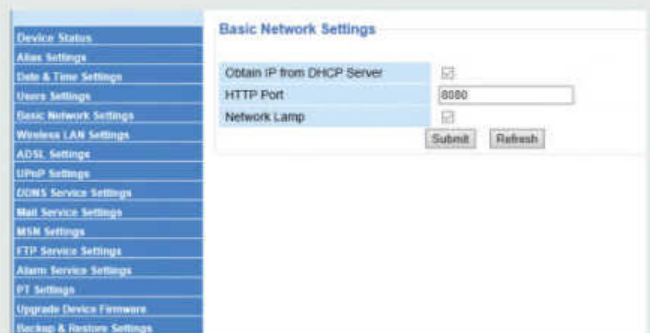 Device Status
Alias Settings
Date & Time Settings
Users Settings
Basic Network Settings
Wireless LAN Settings
ADSL Settings
UPnP Settings
DDNS Service Settings
Mail Service Settings
MSN Settings
FTP Service Settings
Alarm Service Settings
PT Settings
Upgrade Device Firmware
Backup & Restore Settings
Basic Network Settings
Obtain IP from DHCP Server
HTTP Port 8080
Network Lamp
Submit Refresh